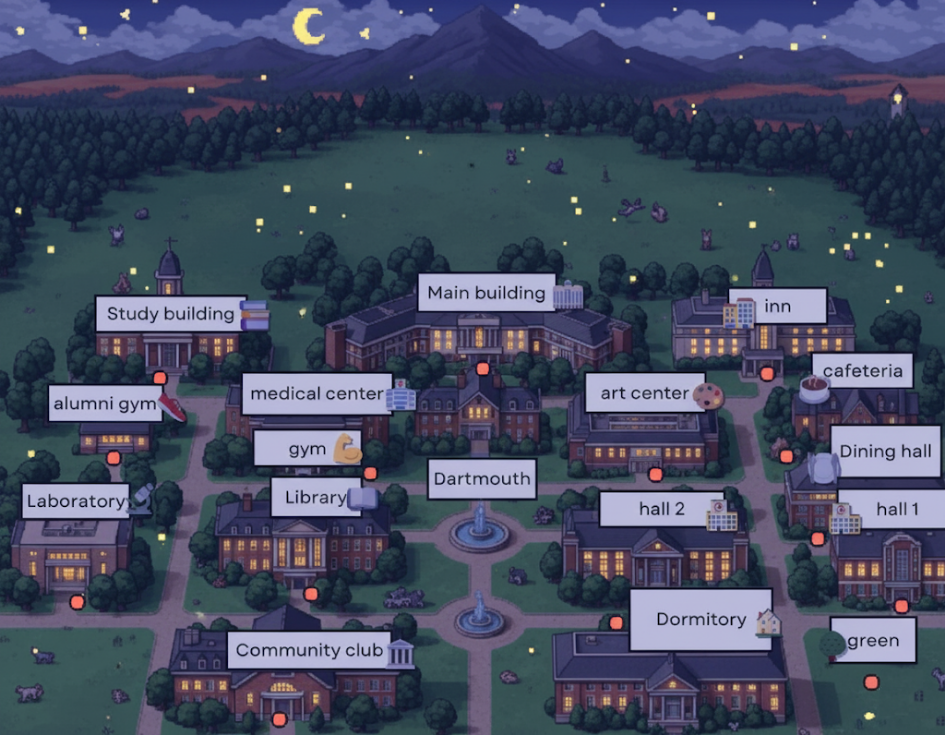 Main building
Study building
inn
cafeteria
medical center
art center
alumni gym
gym
Dining hall
Dartmouth
Library
Laboratory
hall 2
hall 1
Dormitory
green
Community club